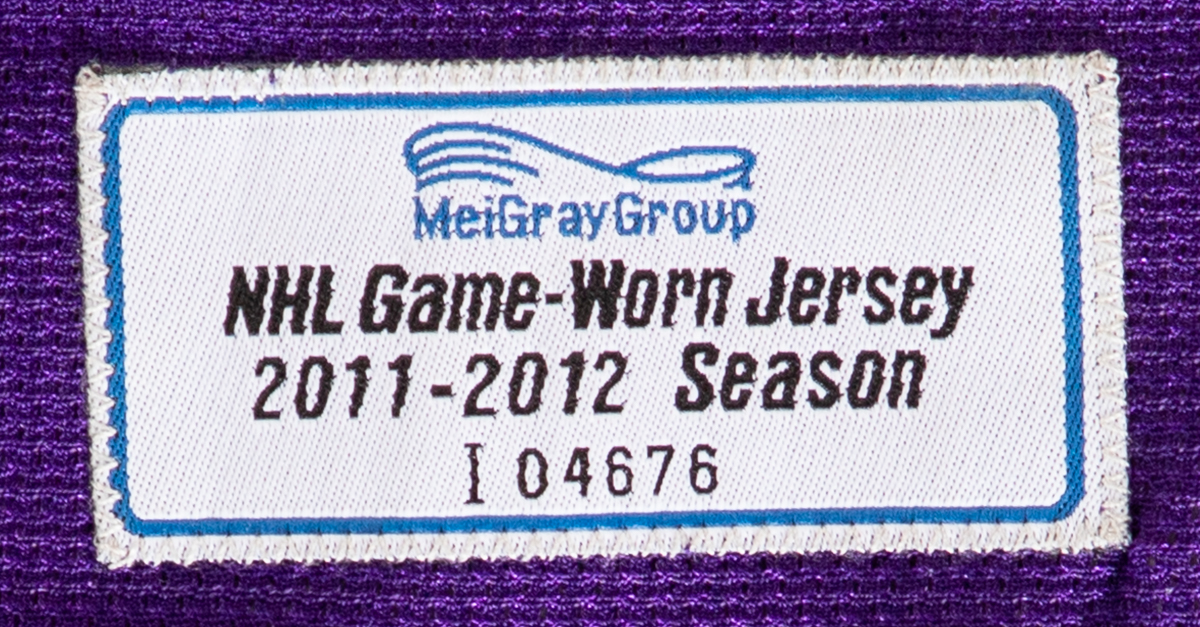 MeiGrayGroup
NHL Game-Worn Jersey
2011-2012 Season
I 04676